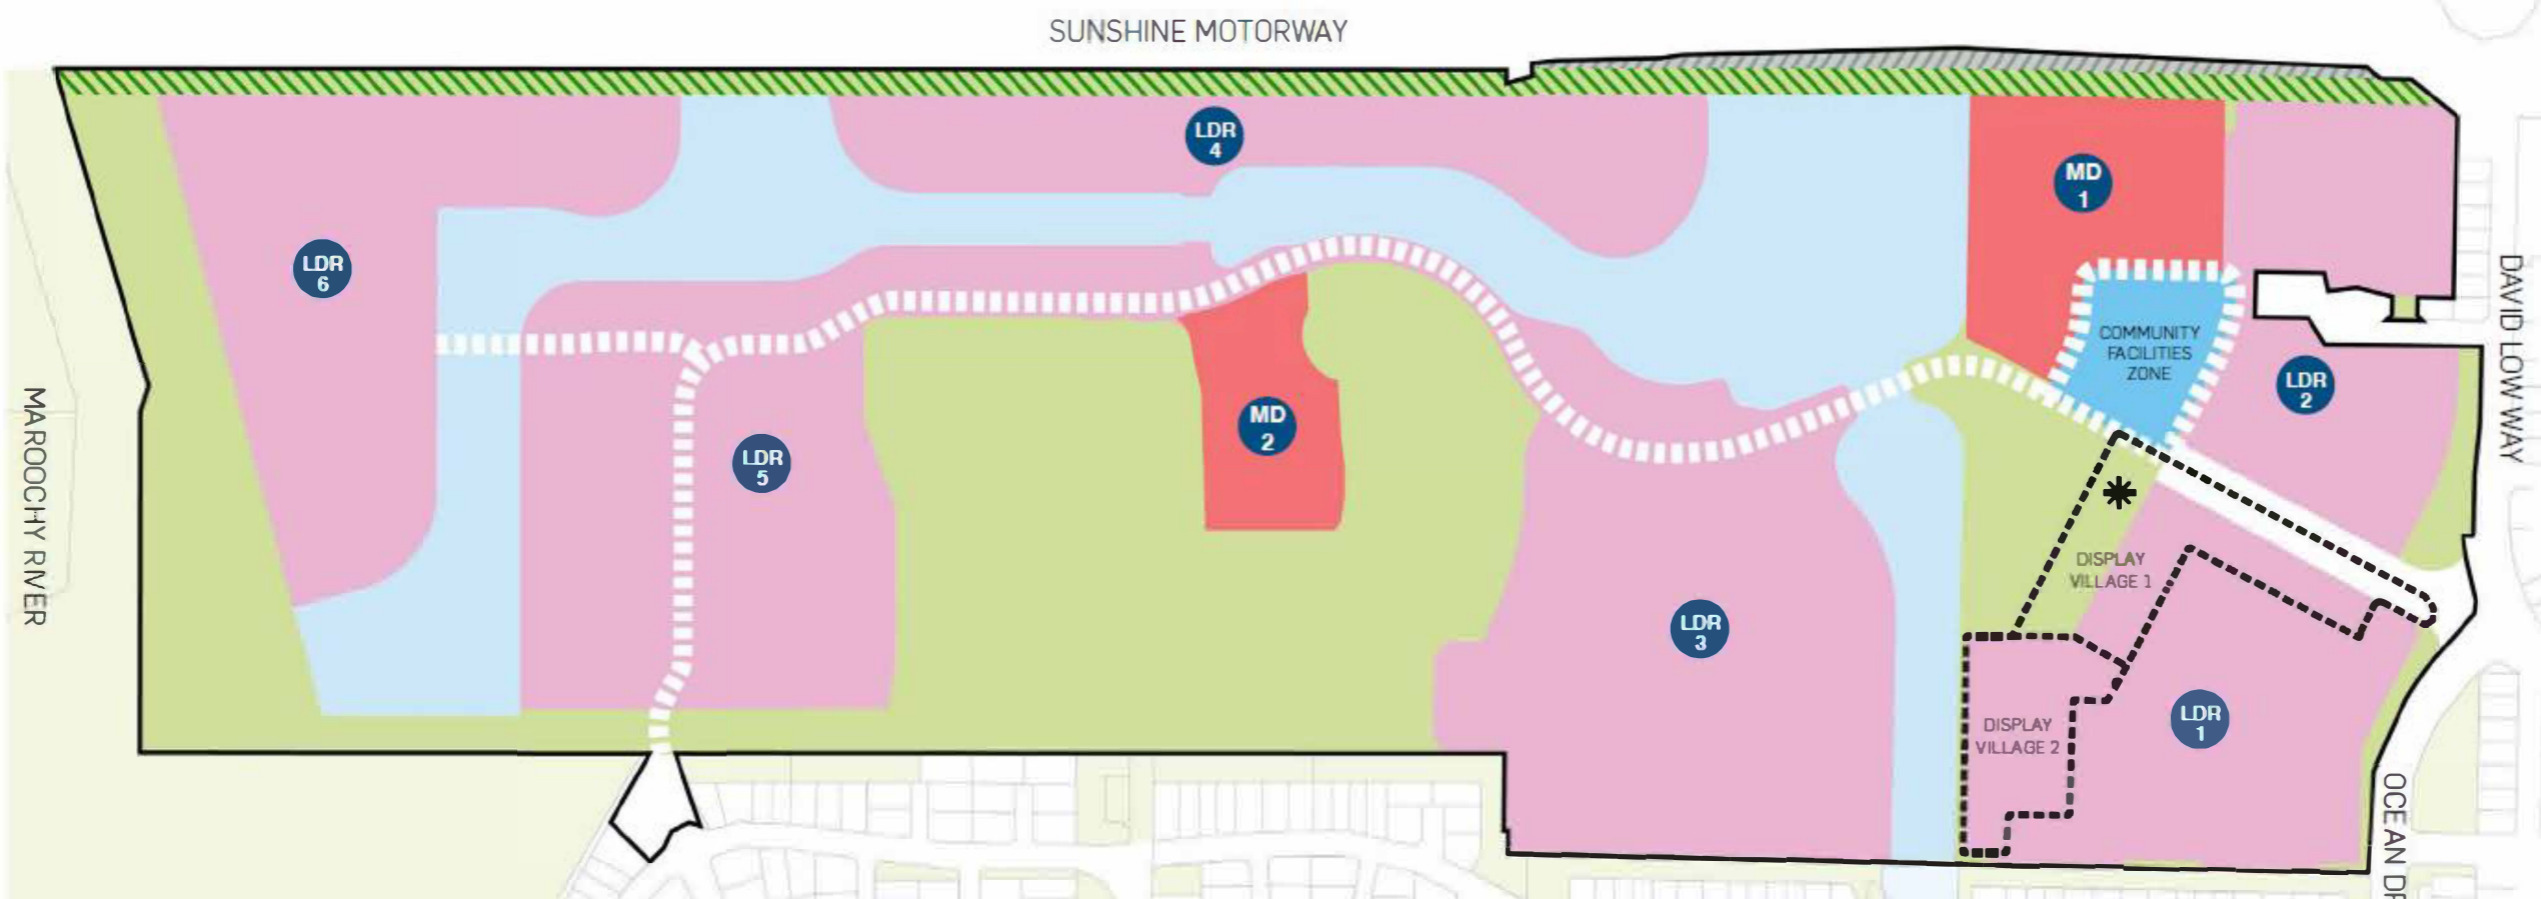 SUNSHINE MOTORWAY
LDR
4
MD
1
LDR
6
COMMUNITY
FACILITIES
ZONE
LDR
2
DAVID LOW WAY
MD
2
LDR
5
MAROOCHY RIVER
DISPLAY
VILLAGE 1
LDR
3
DISPLAY
VILLAGE 2
LDR
1
OCEAN DR